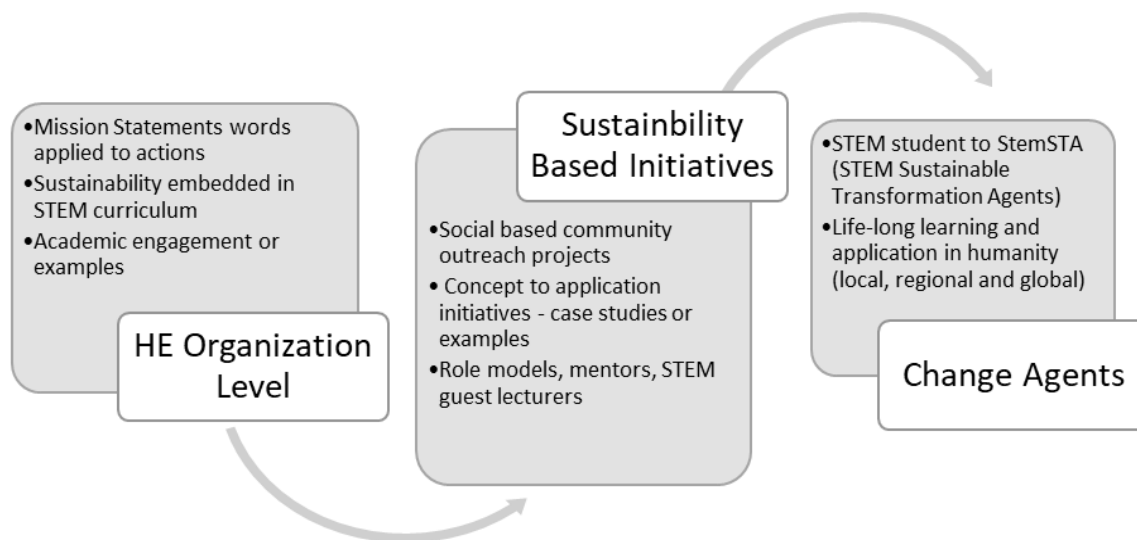 •Mission Statements words
applied to actions
•Sustainability embedded in
STEM curriculum
•Academic engagement or
examples
HE Organization
Level
Sustainbility
Based Initiatives
•Social based community
outreach projects
• Concept to application
initiatives - case studies or
examples
•Role models, mentors, STEM
guest lecturers
•STEM student to StemSTA
(STEM Sustainable
Transformation Agents)
•Life-long learning and
application in humanity
(local, regional and global)
Change Agents